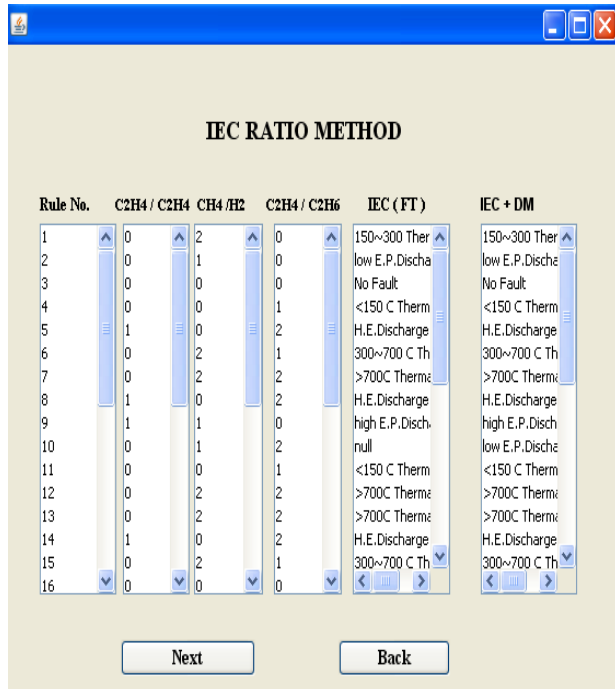 IEC RATIO METHOD
Rule No. C2H4 / C2H4 CH4 /H2 C2H4 / C2H6 IEC ( FT ) IEC + DM
1 0 2 0 150~300 Ther 150~300 Ther
2 0 1 0 low E.P.Discha low E.P.Discha
3 0 0 0 No Fault No Fault
4 0 0 1 <150 C Therm <150 C Therm
5 1 0 2 H.E.Discharge H.E.Discharge
6 0 2 1 300~700 C Th 300~700 C Th
7 0 2 2 >700C Therma >700C Therma
8 1 0 2 H.E.Discharge H.E.Discharge
9 1 1 0 high E.P.Disch high E.P.Disch
10 0 1 2 null low E.P.Discha
11 0 0 1 <150 C Therm <150 C Therm
12 0 2 2 >700C Therma >700C Therma
13 0 2 2 >700C Therma >700C Therma
14 1 0 2 H.E.Discharge H.E.Discharge
15 0 2 1 300~700 C Th 300~700 C Th
16 0 0 0
Next Back